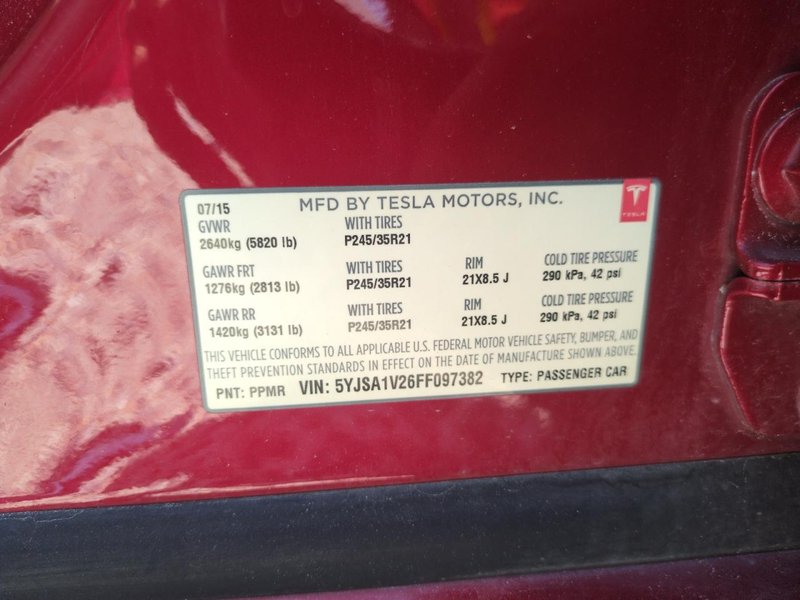 07/15 MFD BY TESLA MOTORS, INC.
TESLA
GVWR WITH TIRES
2640kg (5820 lb) P245/35R21
GAWR FRT WITH TIRES RIM COLD TIRE PRESSURE
1276kg (2813 lb) P245/35R21 21X8.5 J 290 kPa, 42 psi
GAWR RR WITH TIRES RIM COLD TIRE PRESSURE
1420kg (3131 lb) P245/35R21 21X8.5 J 290 kPa, 42 psi
THIS VEHICLE CONFORMS TO ALL APPLICABLE U.S. FEDERAL MOTOR VEHICLE SAFETY, BUMPER, AND
THEFT PREVENTION STANDARDS IN EFFECT ON THE DATE OF MANUFACTURE SHOWN ABOVE.
PNT: PPMR VIN: 5YJSA1V26FF097382 TYPE: PASSENGER CAR